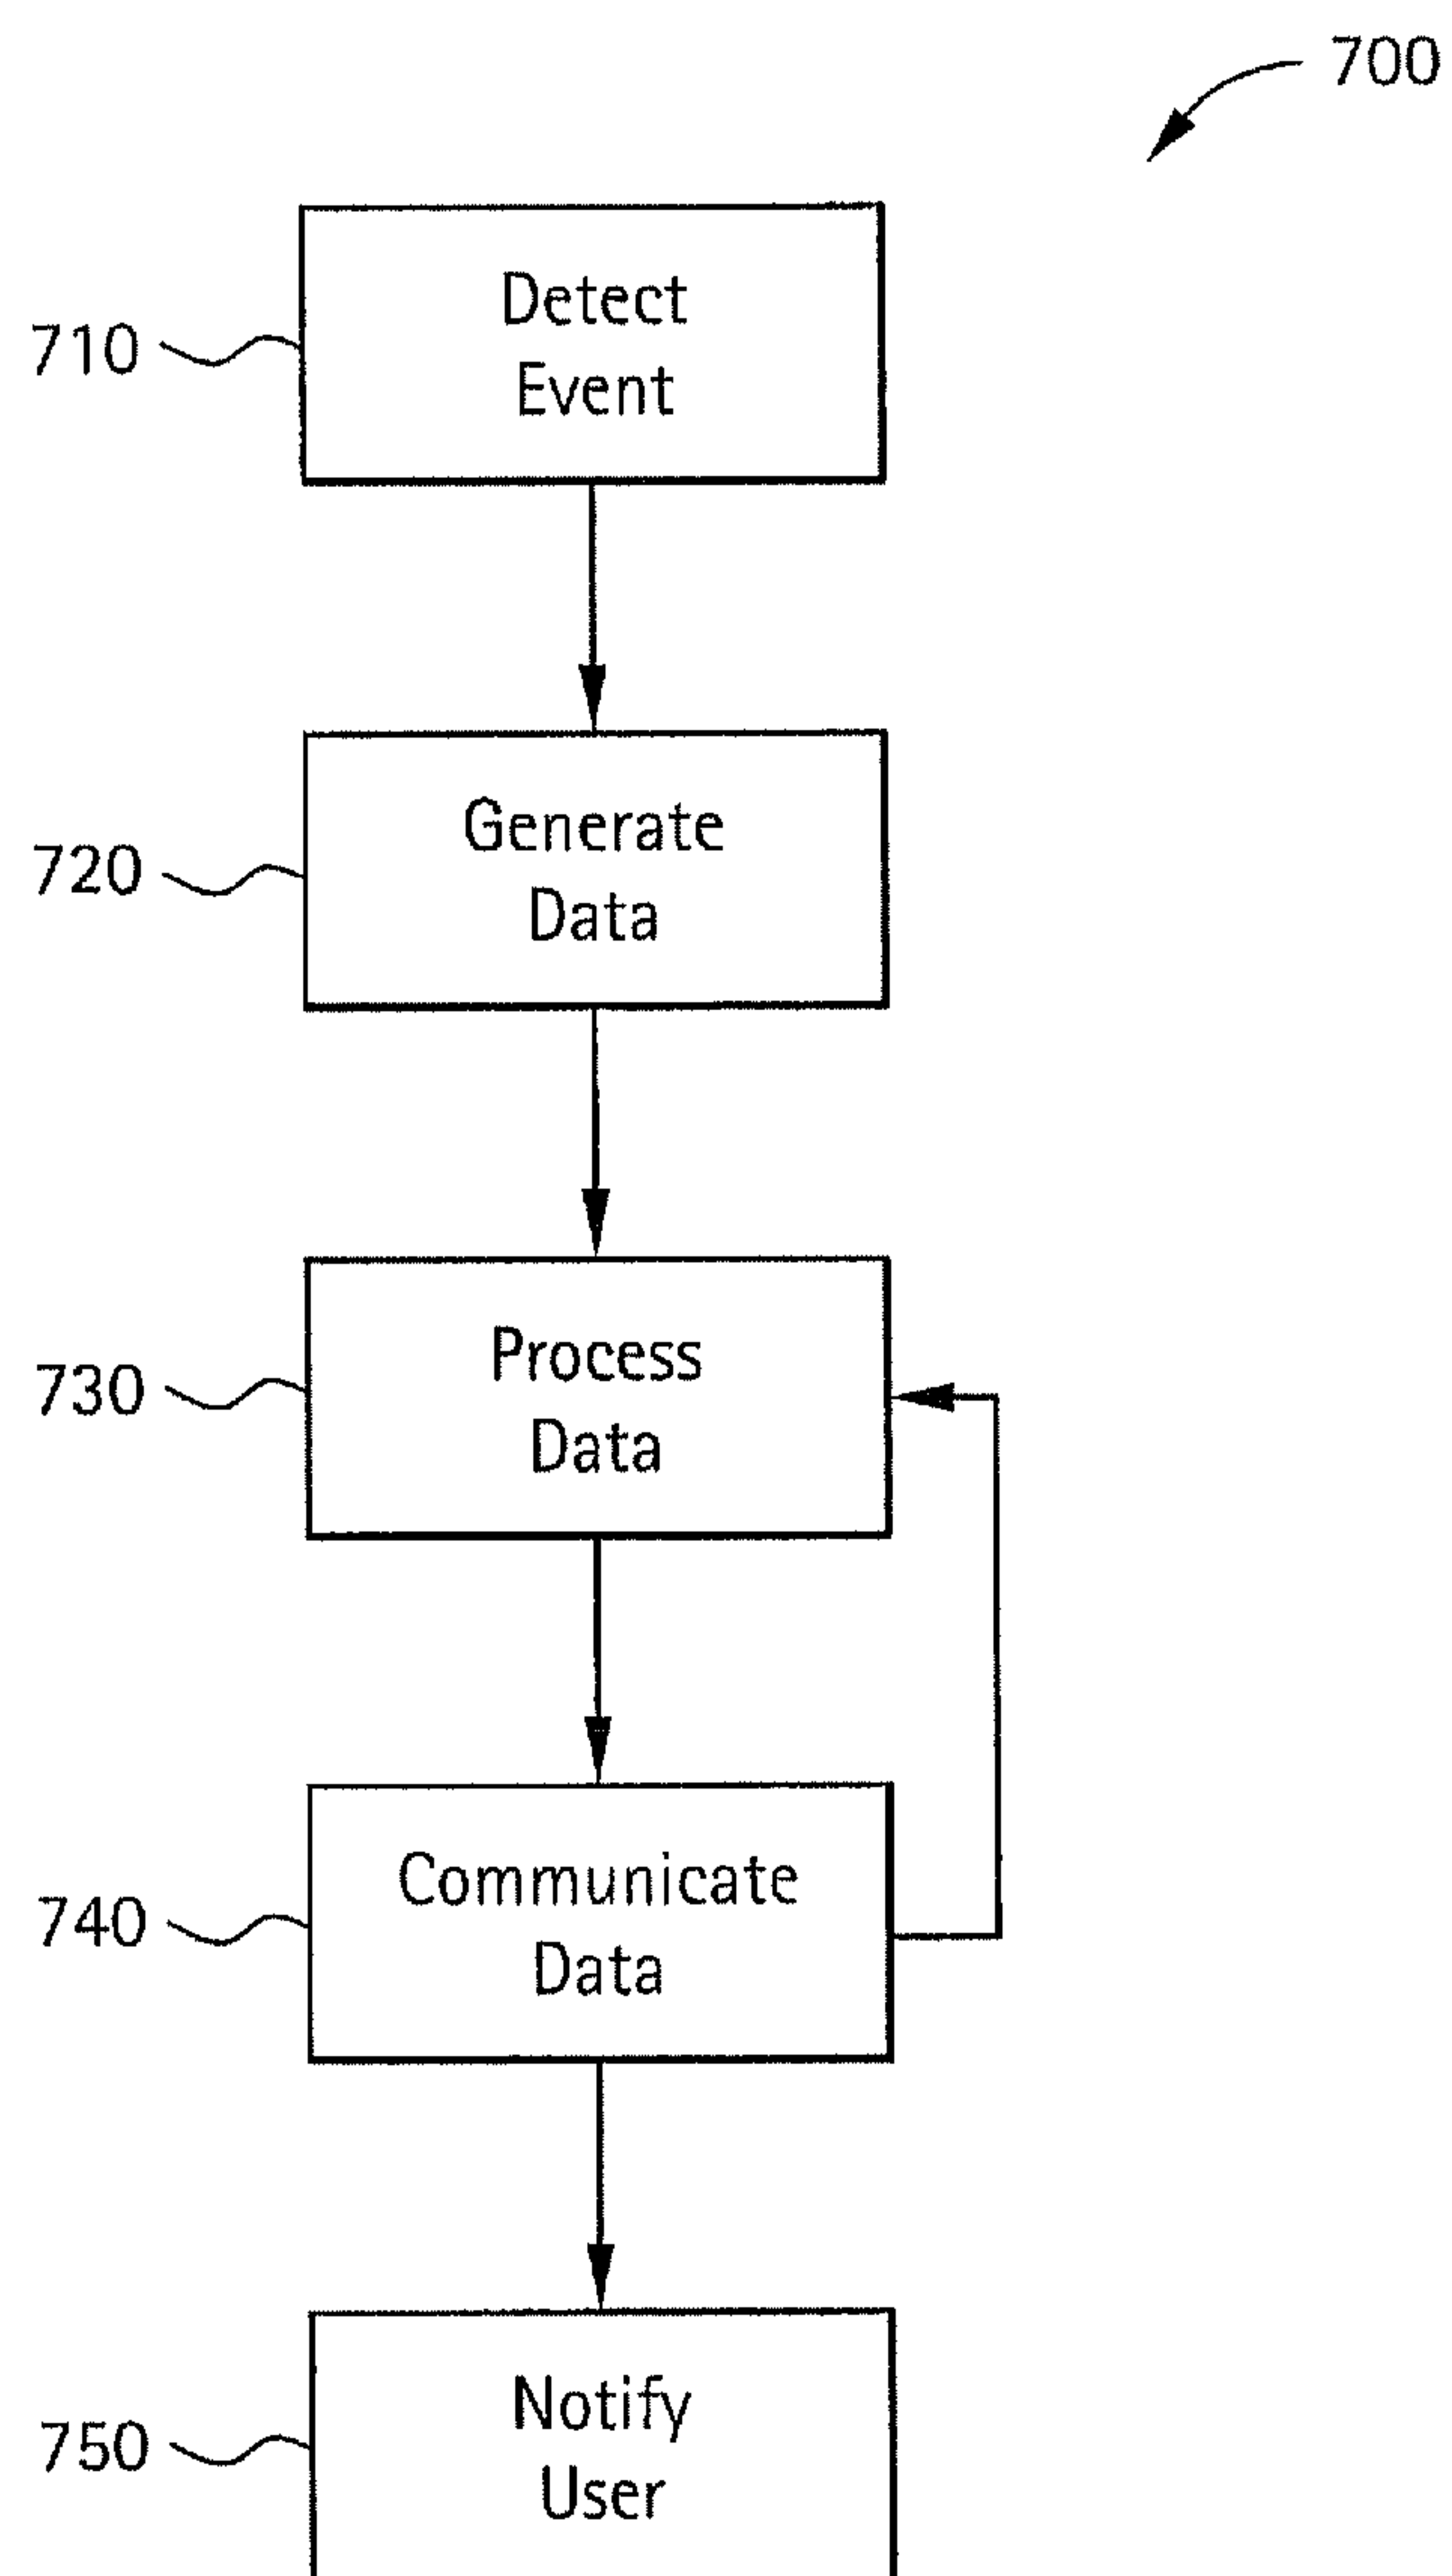 700
Detect
Event
710
Generate
Data
720
Process
Data
730
Communicate
Data
740
Notify
User
750